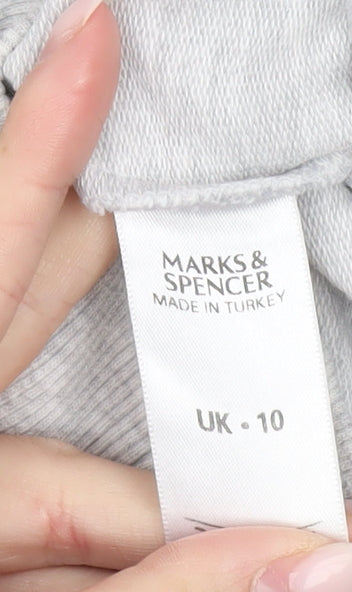 MARKS &
SPENCER
MADE IN TURKEY
UK • 10